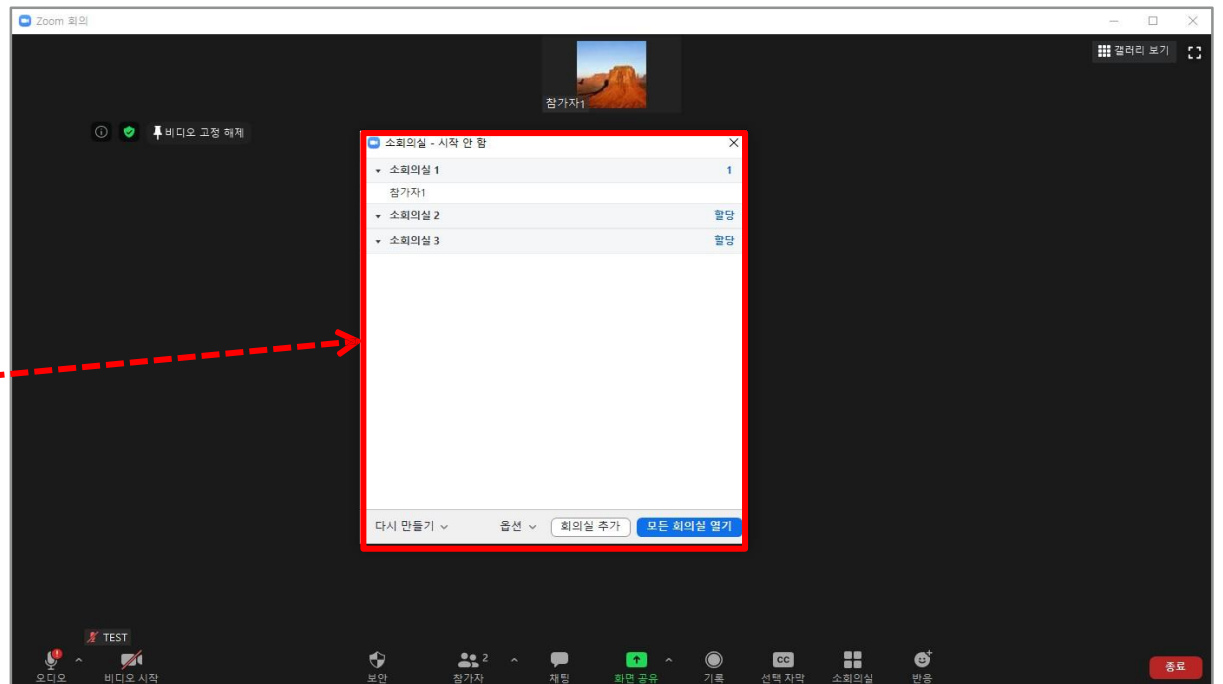 Zoom 회의
갤러리 보기
참가자1
비디오 고정 해제
소회의실 - 시작 안 함
소회의실 1 1
참가자1
소회의실 2 할당
소회의실 3 할당
다시 만들기 옵션 회의실 추가 모든 회의실 열기
TEST
오디오 비디오 시작 보안 참가자 2 채팅 화면 공유 기록 CC 선택 자막 소회의실 반응 종료